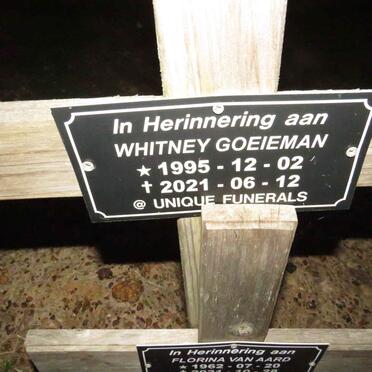 In Herinnering aan
WHITNEY GOEIEMAN
★ 1995 - 12 - 02
✝ 2021 - 06 - 12
@ UNIQUE FUNERALS
In Herinnering aan
FLORINA VAN AARD
★ 1962 - 07 - 20